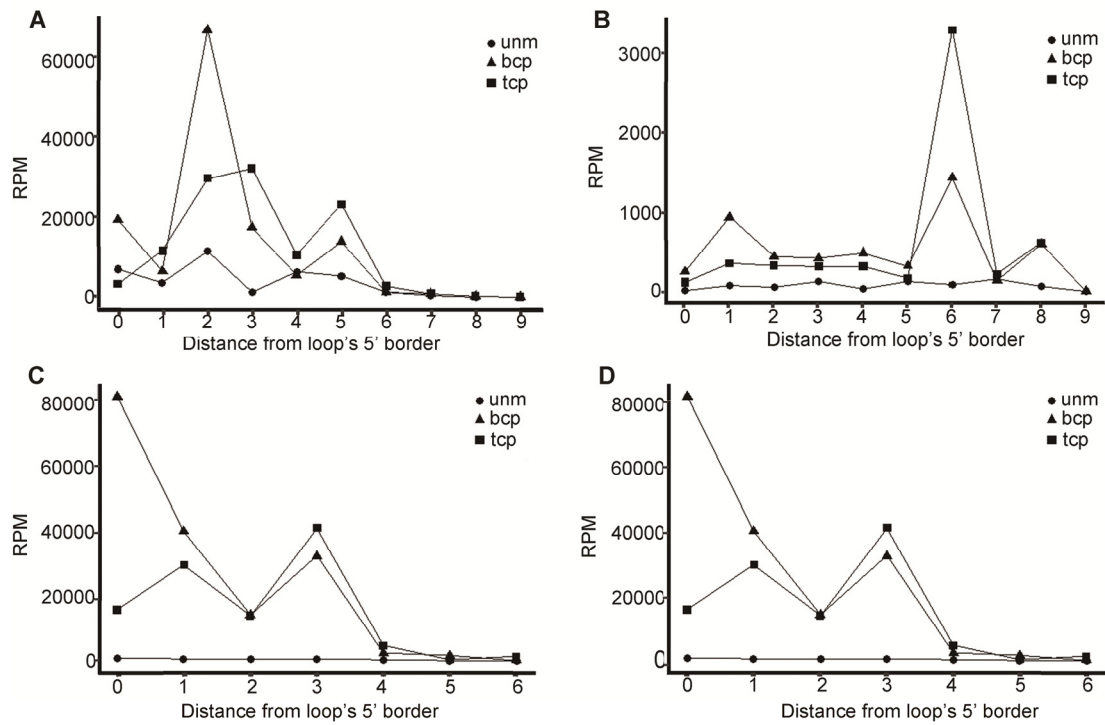 A
unm
bcp
tcp
60000
40000
20000
0
RPM
0 1 2 3 4 5 6 7 8 9
Distance from loop's 5' border
B
unm
bcp
tcp
3000
2000
1000
0
RPM
0 1 2 3 4 5 6 7 8 9
Distance from loop's 5' border
C
unm
bcp
tcp
80000
60000
40000
20000
0
RPM
0 1 2 3 4 5 6
Distance from loop's 5' border
D
unm
bcp
tcp
80000
60000
40000
20000
0
RPM
0 1 2 3 4 5 6
Distance from loop's 5' border